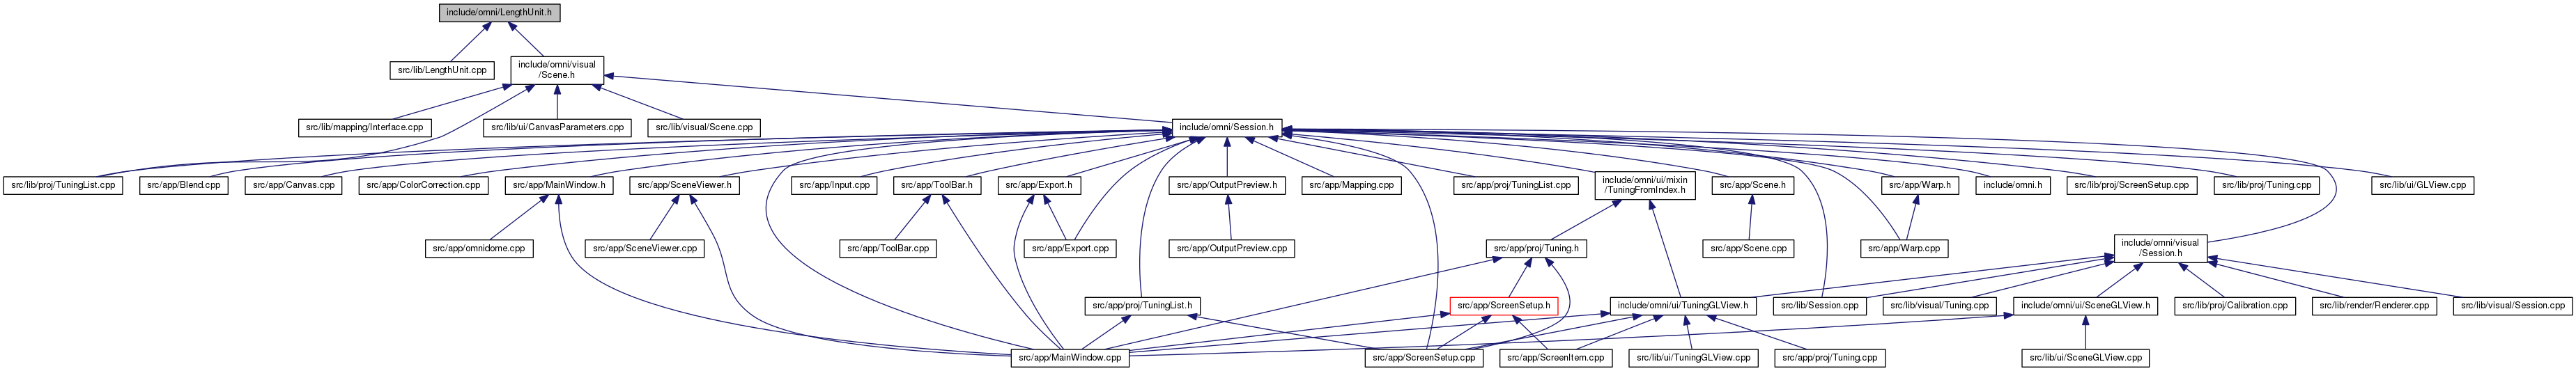 include/omni/LengthUnit.h
src/lib/LengthUnit.cpp
include/omni/visual
/Scene.h
src/lib/mapping/Interface.cpp
src/lib/ui/CanvasParameters.cpp
src/lib/visual/Scene.cpp
include/omni/Session.h
src/lib/proj/TuningList.cpp
src/app/Blend.cpp
src/app/Canvas.cpp
src/app/ColorCorrection.cpp
src/app/MainWindow.h
src/app/SceneViewer.h
src/app/Input.cpp
src/app/ToolBar.h
src/app/Export.h
src/app/OutputPreview.h
src/app/Mapping.cpp
src/app/proj/TuningList.cpp
include/omni/ui/mixin
/TuningFromIndex.h
src/app/Scene.h
src/app/Warp.h
include/omni.h
src/lib/proj/ScreenSetup.cpp
src/lib/proj/Tuning.cpp
src/lib/ui/GLView.cpp
src/app/omnidome.cpp
src/app/SceneViewer.cpp
src/app/ToolBar.cpp
src/app/Export.cpp
src/app/OutputPreview.cpp
src/app/proj/Tuning.h
src/app/Scene.cpp
src/app/Warp.cpp
include/omni/visual
/Session.h
src/app/proj/TuningList.h
src/app/ScreenSetup.h
include/omni/ui/TuningGLView.h
src/lib/Session.cpp
src/lib/visual/Tuning.cpp
include/omni/ui/SceneGLView.h
src/lib/proj/Calibration.cpp
src/lib/render/Renderer.cpp
src/lib/visual/Session.cpp
src/app/MainWindow.cpp
src/app/ScreenSetup.cpp
src/app/ScreenItem.cpp
src/lib/ui/TuningGLView.cpp
src/app/proj/Tuning.cpp
src/lib/ui/SceneGLView.cpp